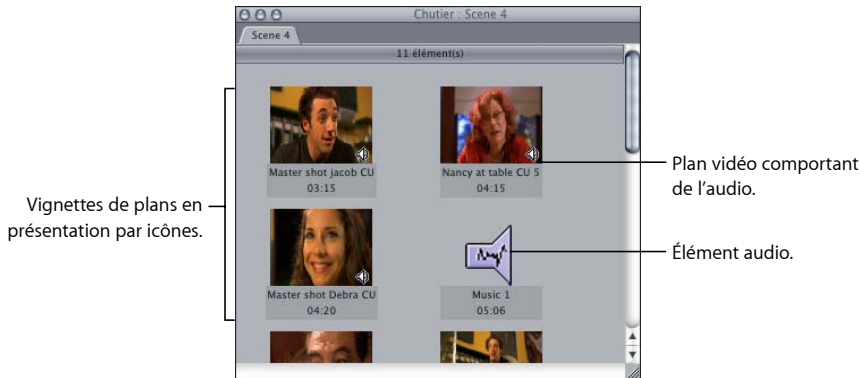 Chutier : Scene 4
Scene 4
11 élément(s)
Master shot jacob CU
03:15
Nancy at table CU 5
04:15
Plan vidéo comportant
de l'audio.
Vignettes de plans en
présentation par icônes.
Élément audio.
Master shot Debra CU
04:20
Music 1
05:06